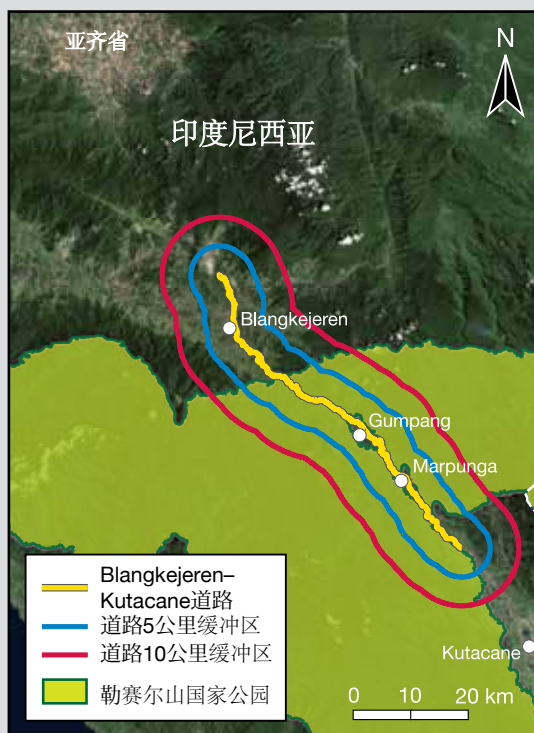 亚齐省
N
印度尼西亚
Blangkejeren
Gumpang
Marpunga
Blangkejeren–
Kutacane道路
道路5公里缓冲区
道路10公里缓冲区
勒赛尔山国家公园
Kutacane
0 10 20 km